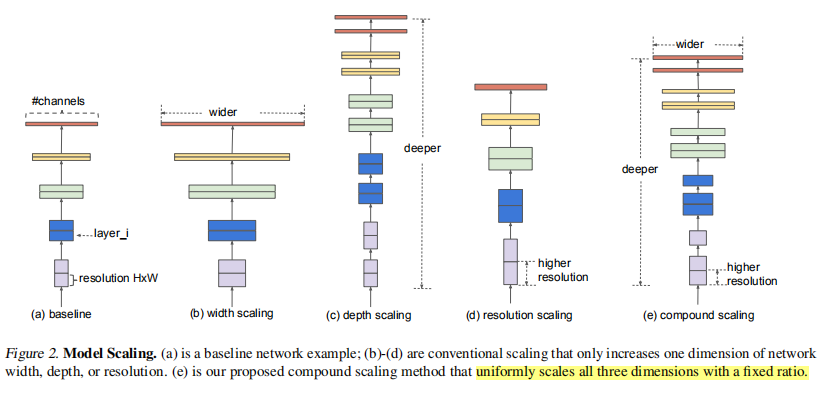 #channels
layer_i
resolution HxW
(a) baseline
wider
(b) width scaling
deeper
(c) depth scaling
higher
resolution
(d) resolution scaling
wider
deeper
higher
resolution
(e) compound scaling
Figure 2. Model Scaling. (a) is a baseline network example; (b)-(d) are conventional scaling that only increases one dimension of network
width, depth, or resolution. (e) is our proposed compound scaling method that uniformly scales all three dimensions with a fixed ratio.